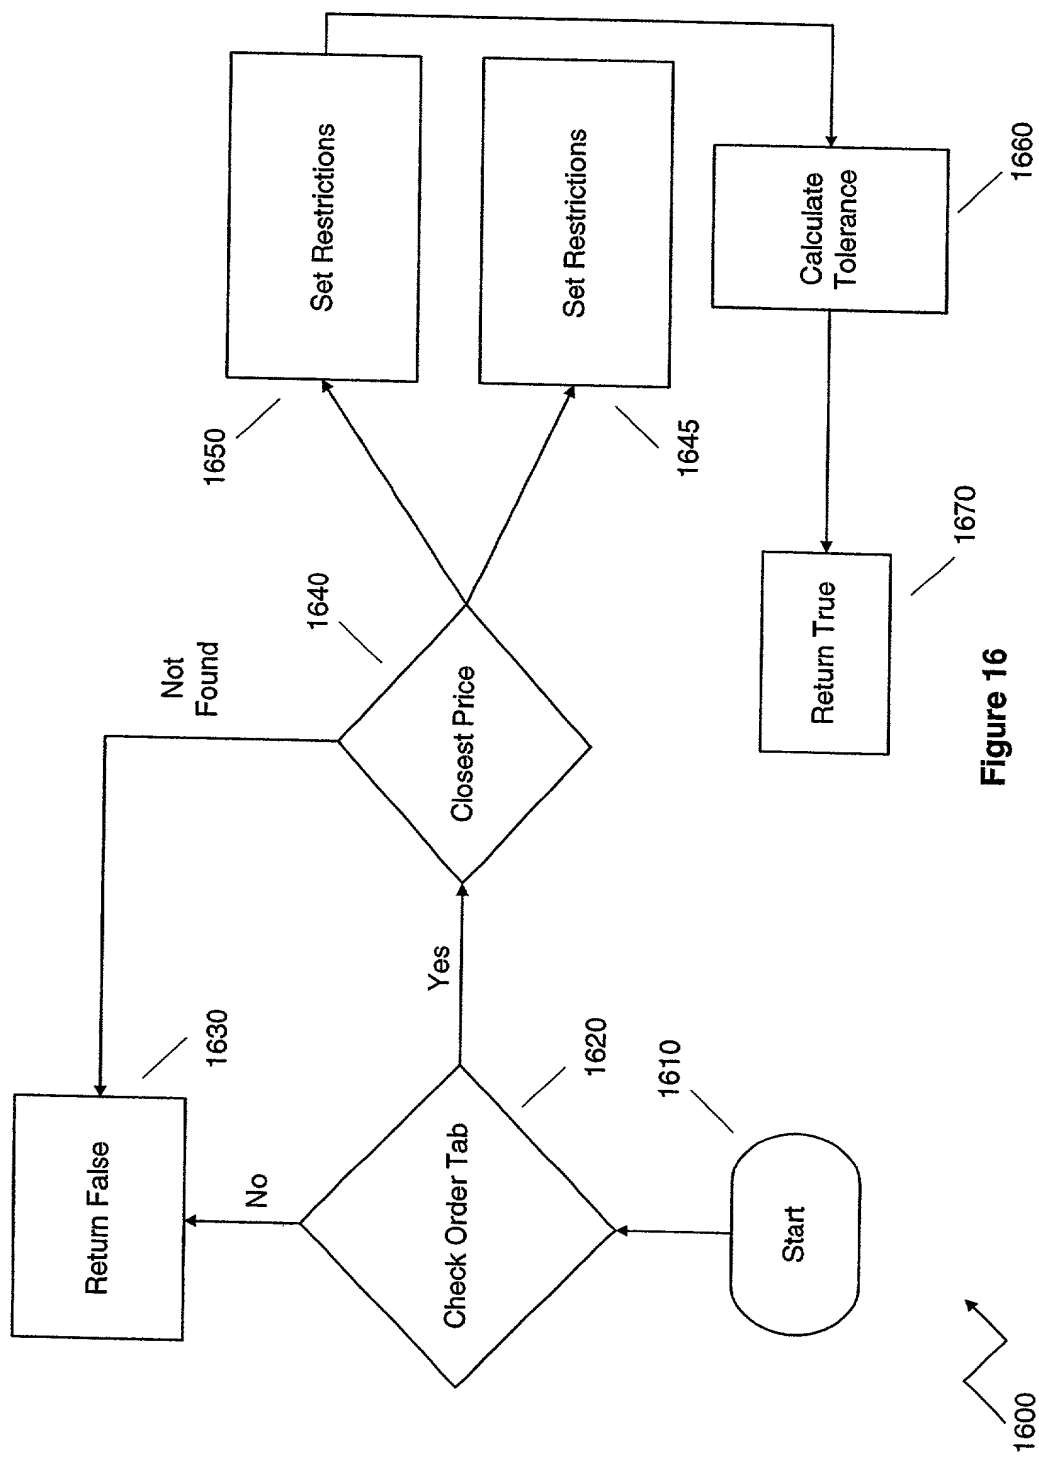 Return False
1630
No
Not
Found
Check Order Tab
1620
Yes
Closest Price
1640
1650
Set Restrictions
1645
Set Restrictions
Start
1610
Return True
1670
Calculate
Tolerance
1660
1600
Figure 16